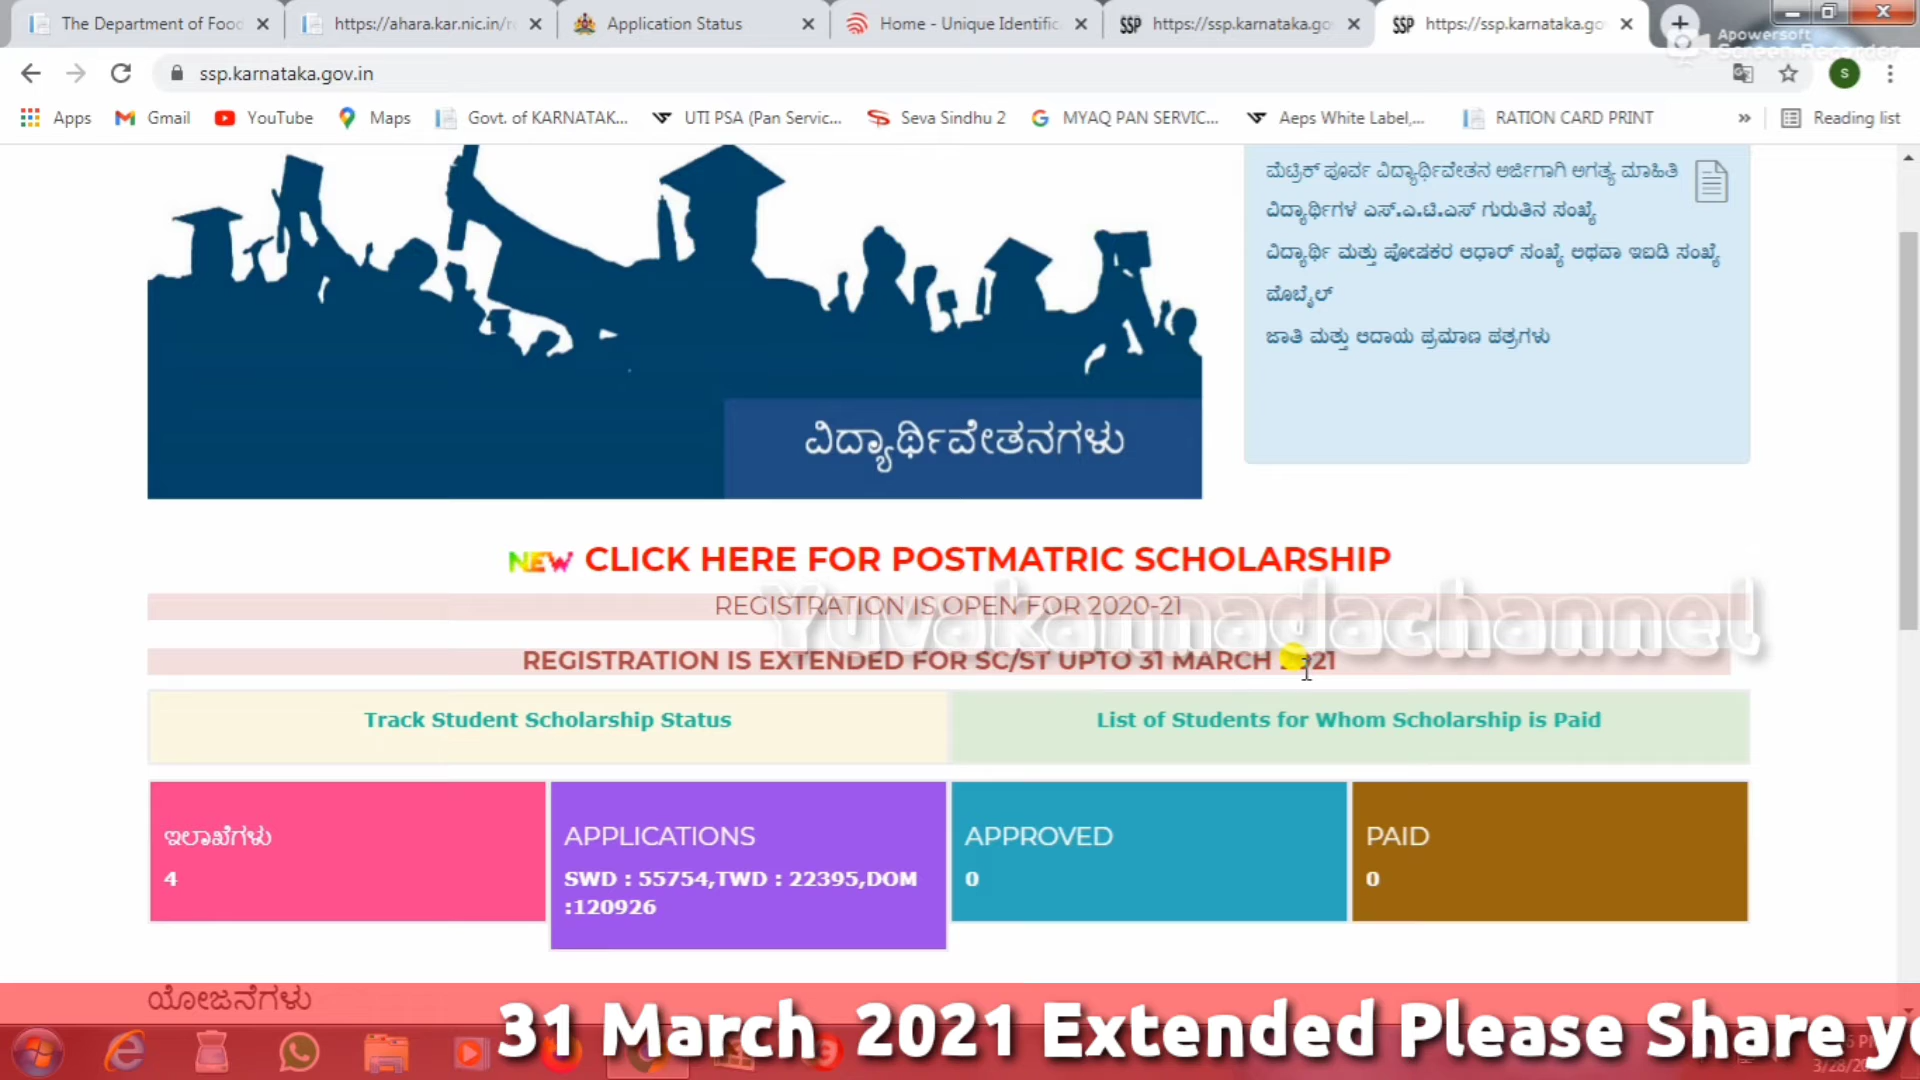 The Department of Food
https://ahara.kar.nic.in/r
Application Status
Home - Unique Identific
SSP https://ssp.karnataka.go
SSP https://ssp.karnataka.go
Apowersoft
Screen Recorder
ssp.karnataka.gov.in
S
Apps
Gmail
YouTube
Maps
Govt. of KARNATAK...
UTI PSA (Pan Servic...
Seva Sindhu 2
MYAQ PAN SERVIC...
Aeps White Label,...
RATION CARD PRINT
»
Reading list
ಮೆಟ್ರಿಕ್ ಪೂರ್ವ ವಿದ್ಯಾರ್ಥಿವೇತನ ಅರ್ಜಿಗಾಗಿ ಅಗತ್ಯ ಮಾಹಿತಿ
ವಿದ್ಯಾರ್ಥಿಗಳ ಎಸ್.ಎ.ಟಿ.ಎಸ್ ಗುರುತಿನ ಸಂಖ್ಯೆ
ವಿದ್ಯಾರ್ಥಿ ಮತ್ತು ಪೋಷಕರ ಆಧಾರ್ ಸಂಖ್ಯೆ ಅಥವಾ ಇಐಡಿ ಸಂಖ್ಯೆ
ಮೊಬೈಲ್
ಜಾತಿ ಮತ್ತು ಆದಾಯ ಪ್ರಮಾಣ ಪತ್ರಗಳು
ವಿದ್ಯಾರ್ಥಿವೇತನಗಳು
NEW CLICK HERE FOR POSTMATRIC SCHOLARSHIP
REGISTRATION IS OPEN FOR 2020-21
Yuvakannadachannel
REGISTRATION IS EXTENDED FOR SC/ST UPTO 31 MARCH 2021
Track Student Scholarship Status
List of Students for Whom Scholarship is Paid
ಇಲಾಖೆಗಳು
4
APPLICATIONS
SWD : 55754,TWD : 22395,DOM
:120926
APPROVED
0
PAID
0
ಯೋಜನೆಗಳು
31 March 2021 Extended Please Share